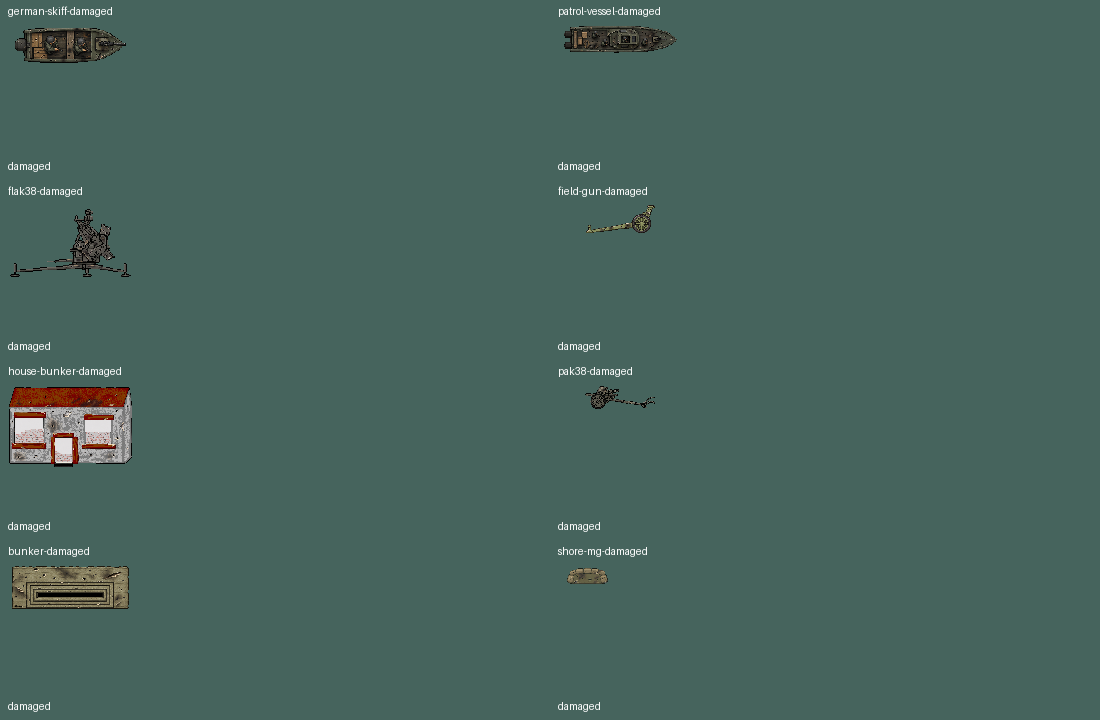 german-skiff-damaged
patrol-vessel-damaged
damaged
damaged
flak38-damaged
field-gun-damaged
damaged
damaged
house-bunker-damaged
pak38-damaged
damaged
damaged
bunker-damaged
shore-mg-damaged
damaged
damaged